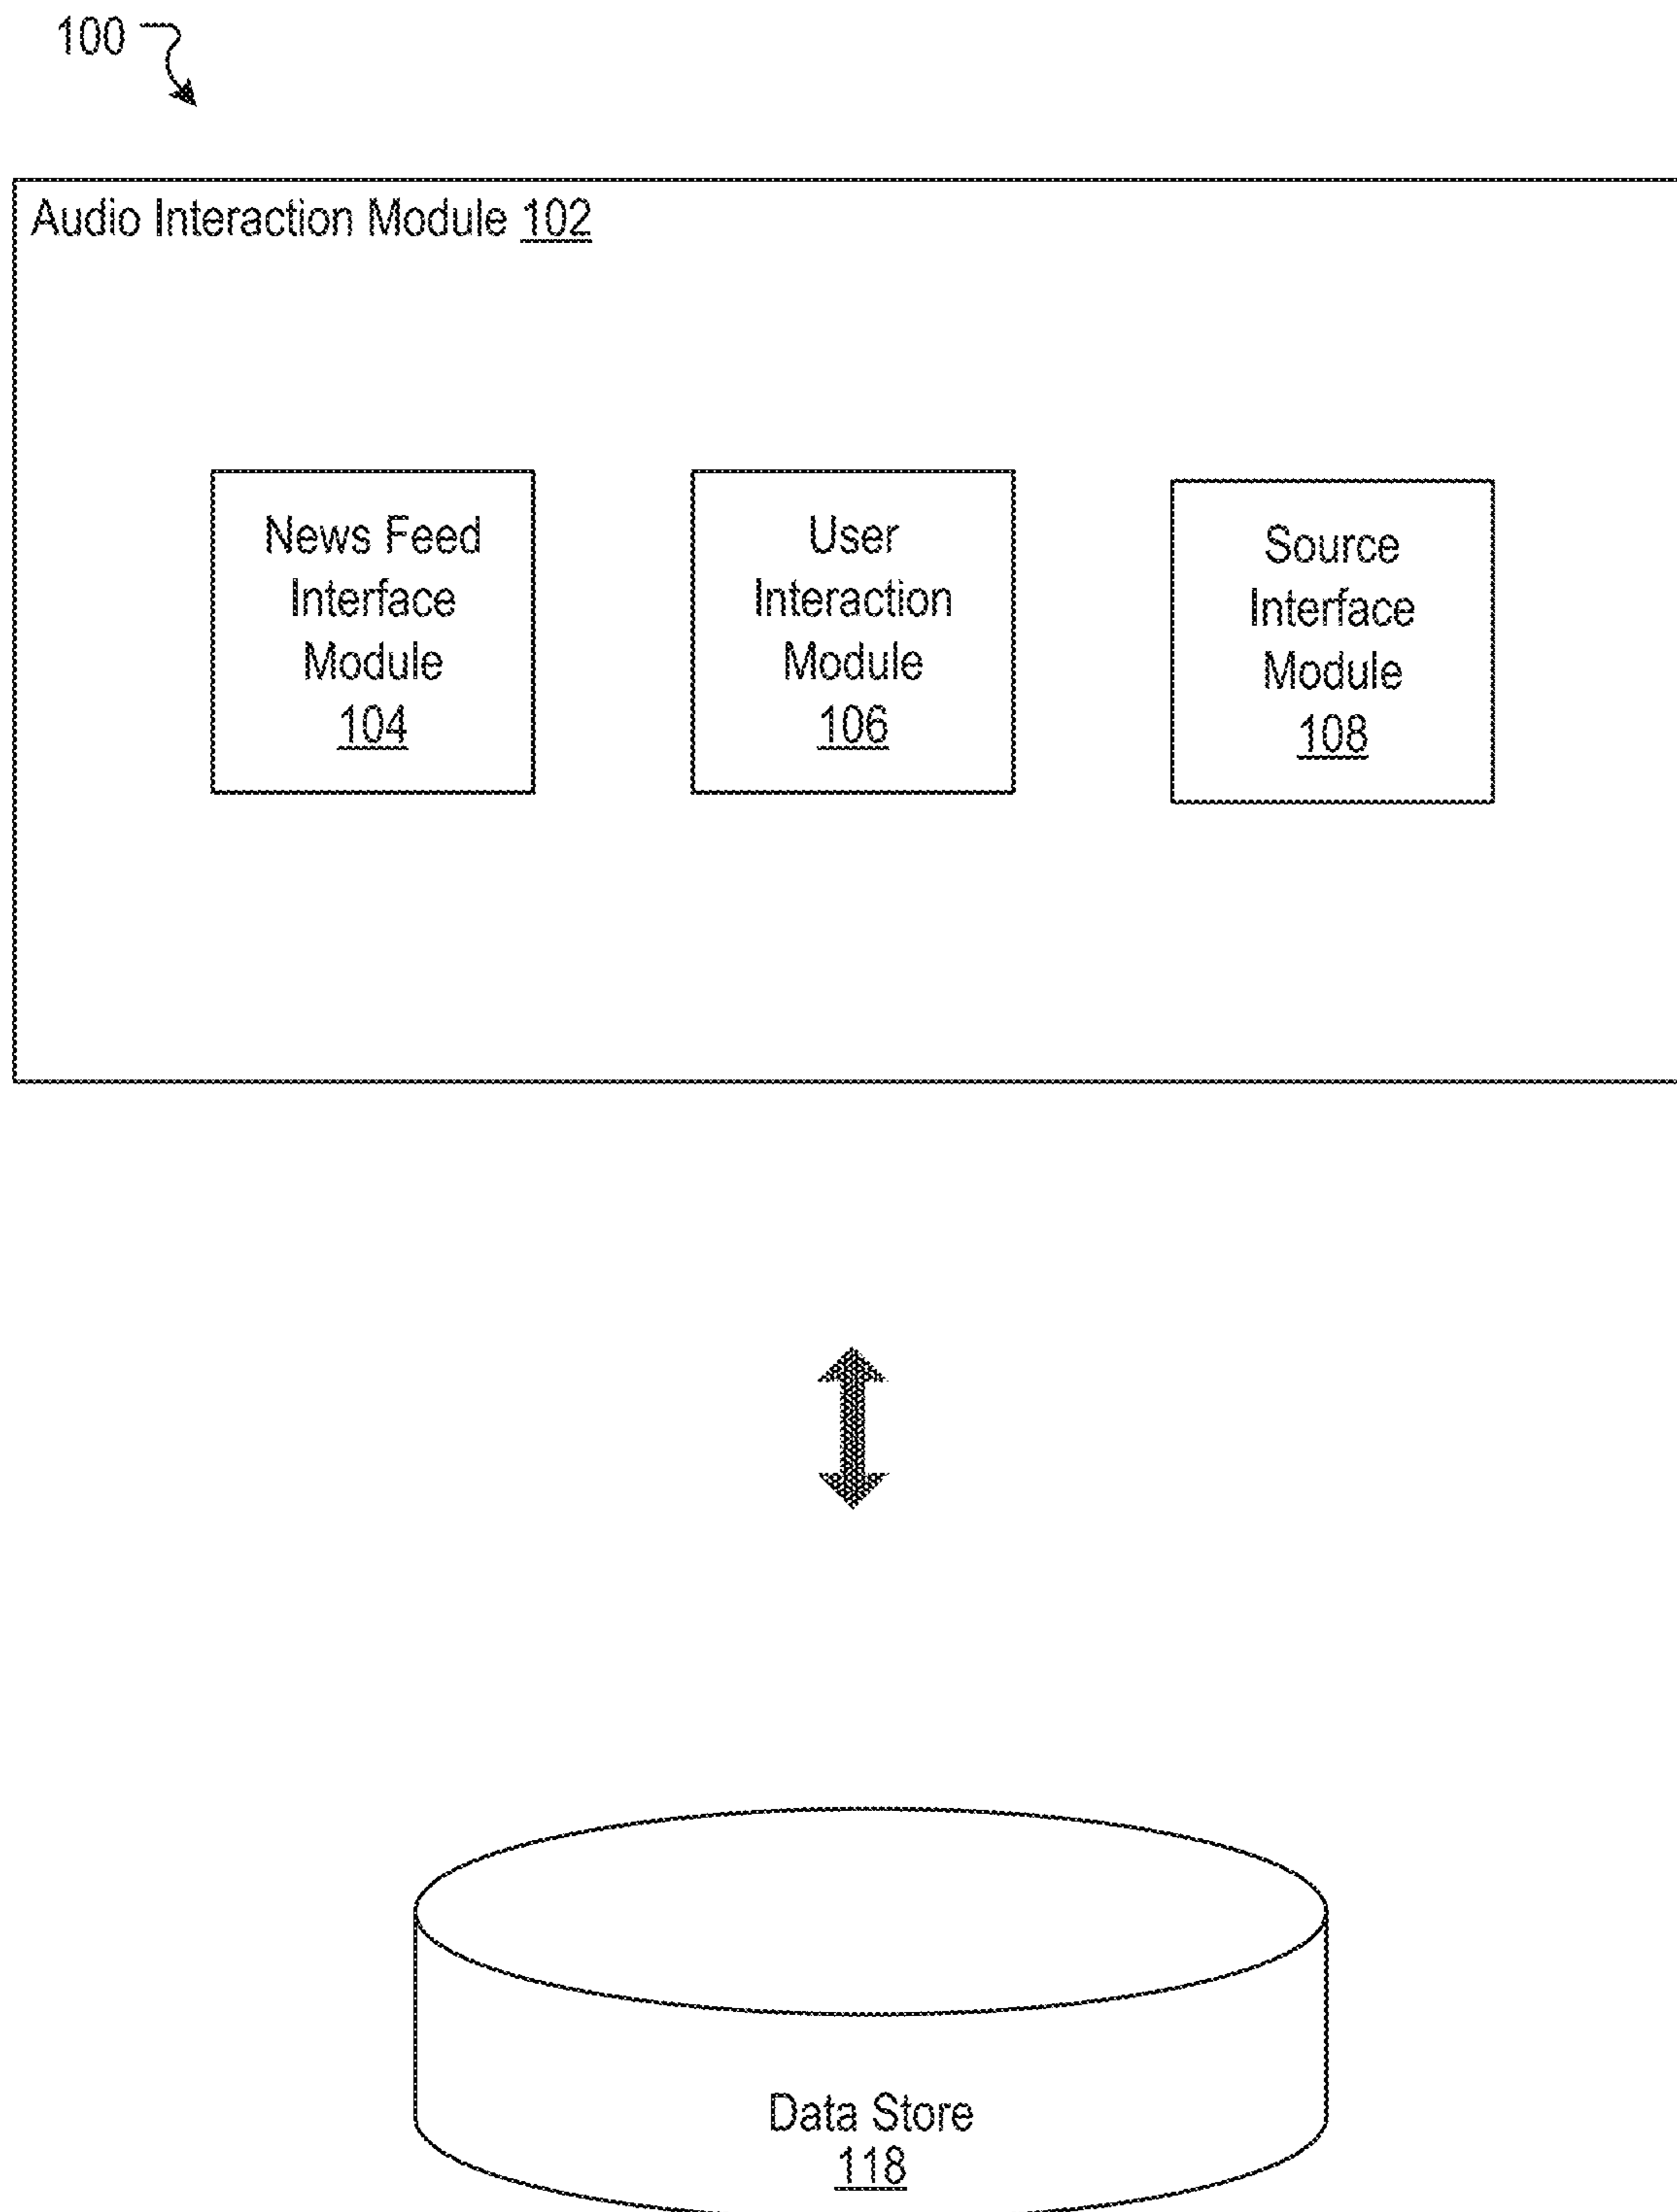 100
Audio Interaction Module 102
News Feed
Interface
Module
104
User
Interaction
Module
106
Source
Interface
Module
108
Data Store
118